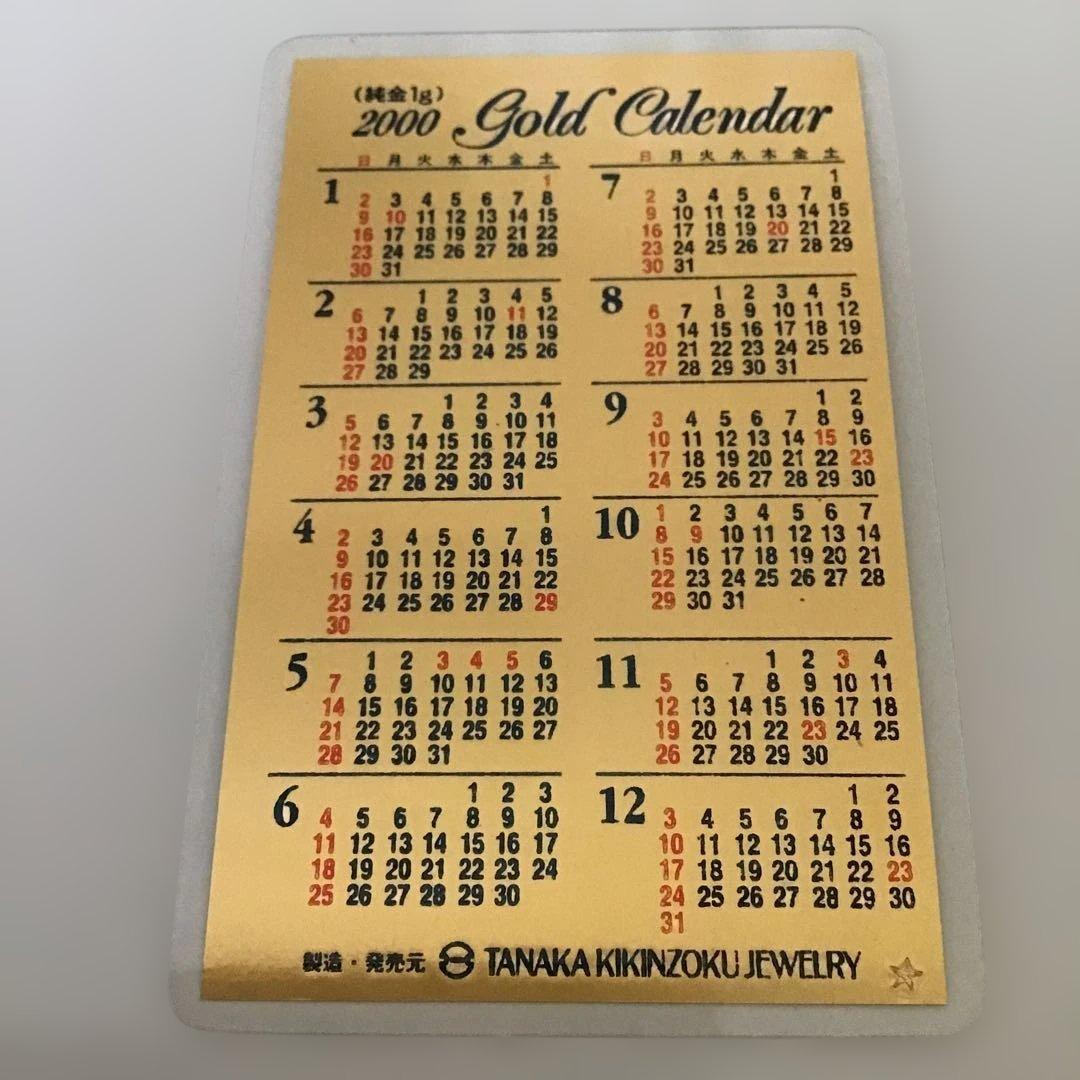 (純金1g)
2000 Gold Calendar
日 月 火 水 木 金 土
1
1
2 3 4 5 6 7 8
9 10 11 12 13 14 15
16 17 18 19 20 21 22
23 24 25 26 27 28 29
30 31
2
1 2 3 4 5
6 7 8 9 10 11 12
13 14 15 16 17 18 19
20 21 22 23 24 25 26
27 28 29
3
1 2 3 4
5 6 7 8 9 10 11
12 13 14 15 16 17 18
19 20 21 22 23 24 25
26 27 28 29 30 31
4
1
2 3 4 5 6 7 8
9 10 11 12 13 14 15
16 17 18 19 20 21 22
23 24 25 26 27 28 29
30
5
1 2 3 4 5 6
7 8 9 10 11 12 13
14 15 16 17 18 19 20
21 22 23 24 25 26 27
28 29 30 31
6
1 2 3
4 5 6 7 8 9 10
11 12 13 14 15 16 17
18 19 20 21 22 23 24
25 26 27 28 29 30
日 月 火 水 木 金 土
7
1
2 3 4 5 6 7 8
9 10 11 12 13 14 15
16 17 18 19 20 21 22
23 24 25 26 27 28 29
30 31
8
1 2 3 4 5
6 7 8 9 10 11 12
13 14 15 16 17 18 19
20 21 22 23 24 25 26
27 28 29 30 31
9
1 2
3 4 5 6 7 8 9
10 11 12 13 14 15 16
17 18 19 20 21 22 23
24 25 26 27 28 29 30
10
1 2 3 4 5 6 7
8 9 10 11 12 13 14
15 16 17 18 19 20 21
22 23 24 25 26 27 28
29 30 31
11
1 2 3 4
5 6 7 8 9 10 11
12 13 14 15 16 17 18
19 20 21 22 23 24 25
26 27 28 29 30
12
1 2
3 4 5 6 7 8 9
10 11 12 13 14 15 16
17 18 19 20 21 22 23
24 25 26 27 28 29 30
31
製造・発売元 TANAKA KIKINZOKU JEWELRY